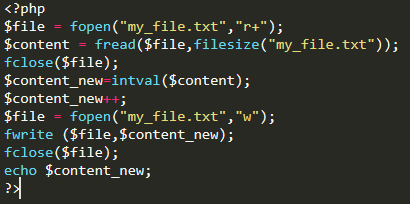 <?php
$file = fopen("my_file.txt","r+");
$content = fread($file,filesize("my_file.txt"));
fclose($file);
$content_new=intval($content);
$content_new++;
$file = fopen("my_file.txt","w");
fwrite ($file,$content_new);
fclose($file);
echo $content_new;
?>